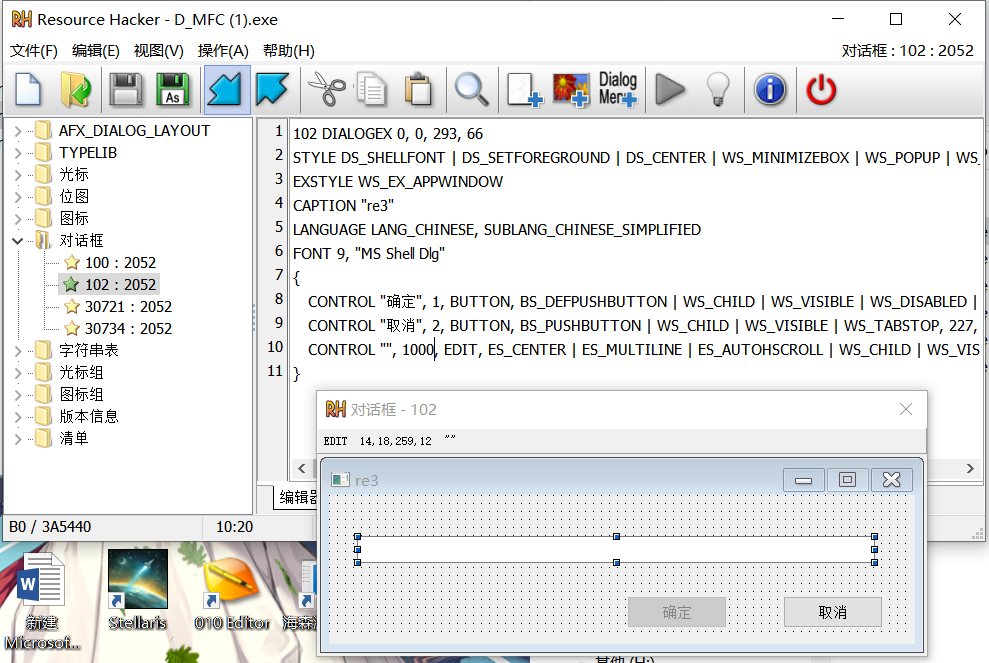 Resource Hacker - D_MFC (1).exe
文件(F) 编辑(E) 视图(V) 操作(A) 帮助(H) 对话框 : 102 : 2052
As
Dialog
Menu
AFX_DIALOG_LAYOUT
TYPELIB
光标
位图
图标
对话框
100 : 2052
102 : 2052
30721 : 2052
30734 : 2052
字符串表
光标组
图标组
版本信息
清单
1 102 DIALOGEX 0, 0, 293, 66
2 STYLE DS_SHELLFONT | DS_SETFOREGROUND | DS_CENTER | WS_MINIMIZEBOX | WS_POPUP | WS_
3 EXSTYLE WS_EX_APPWINDOW
4 CAPTION "re3"
5 LANGUAGE LANG_CHINESE, SUBLANG_CHINESE_SIMPLIFIED
6 FONT 9, "MS Shell Dlg"
7 {
8 CONTROL "确定", 1, BUTTON, BS_DEFPUSHBUTTON | WS_CHILD | WS_VISIBLE | WS_DISABLED |
9 CONTROL "取消", 2, BUTTON, BS_PUSHBUTTON | WS_CHILD | WS_VISIBLE | WS_TABSTOP, 227,
10 CONTROL "", 1000, EDIT, ES_CENTER | ES_MULTILINE | ES_AUTOHSCROLL | WS_CHILD | WS_VIS
11 }
编辑器
B0 / 3A5440 10:20
RH 对话框 - 102
EDIT 14,18,259,12 ""
re3
确定 取消
新建
Microsof...
Stellaris
010 Editor
其他 (H:)